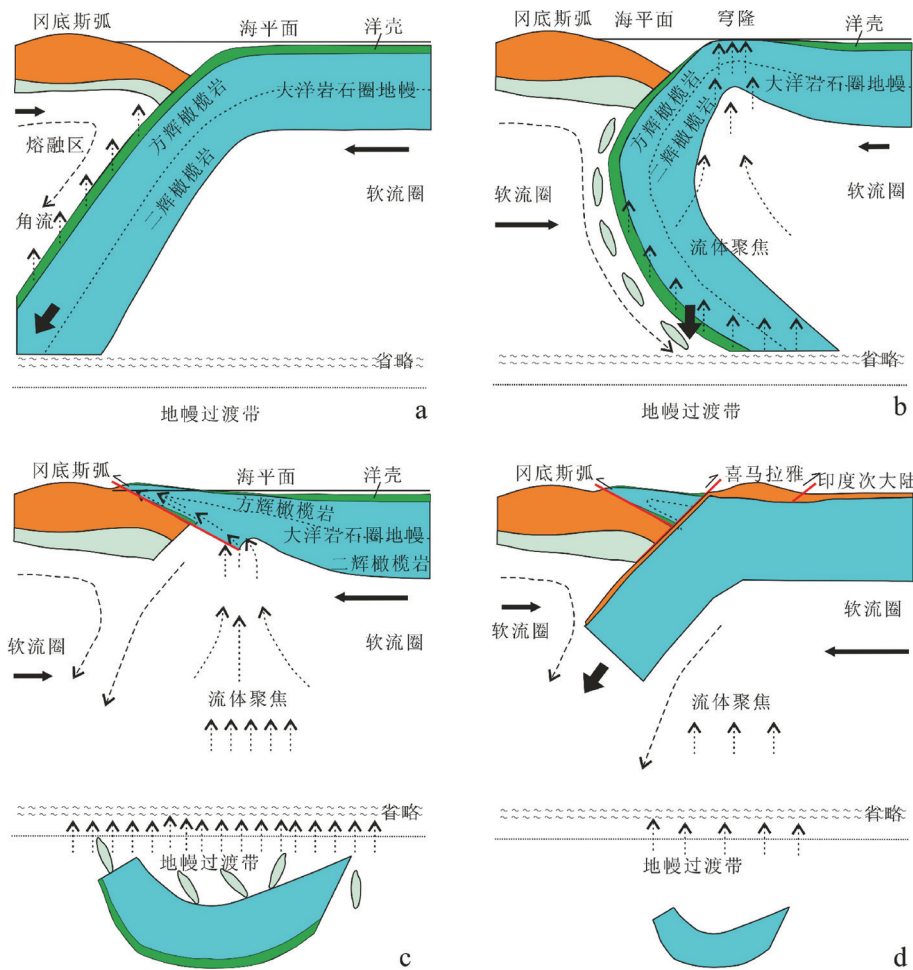 冈底斯弧
海平面
洋壳
大洋岩石圈地幔
方辉橄榄岩
二辉橄榄岩
熔融区
角流
软流圈
省略
地幔过渡带
a
海平面
穹隆
洋壳
大洋岩石圈地幔
方辉橄榄岩
二辉橄榄岩
软流圈
软流圈
流体聚焦
省略
地幔过渡带
b
冈底斯弧
海平面
洋壳
方辉橄榄岩
大洋岩石圈地幔
二辉橄榄岩
软流圈
软流圈
流体聚焦
省略
地幔过渡带
c
冈底斯弧
喜马拉雅
印度次大陆
软流圈
软流圈
流体聚焦
省略
地幔过渡带
d